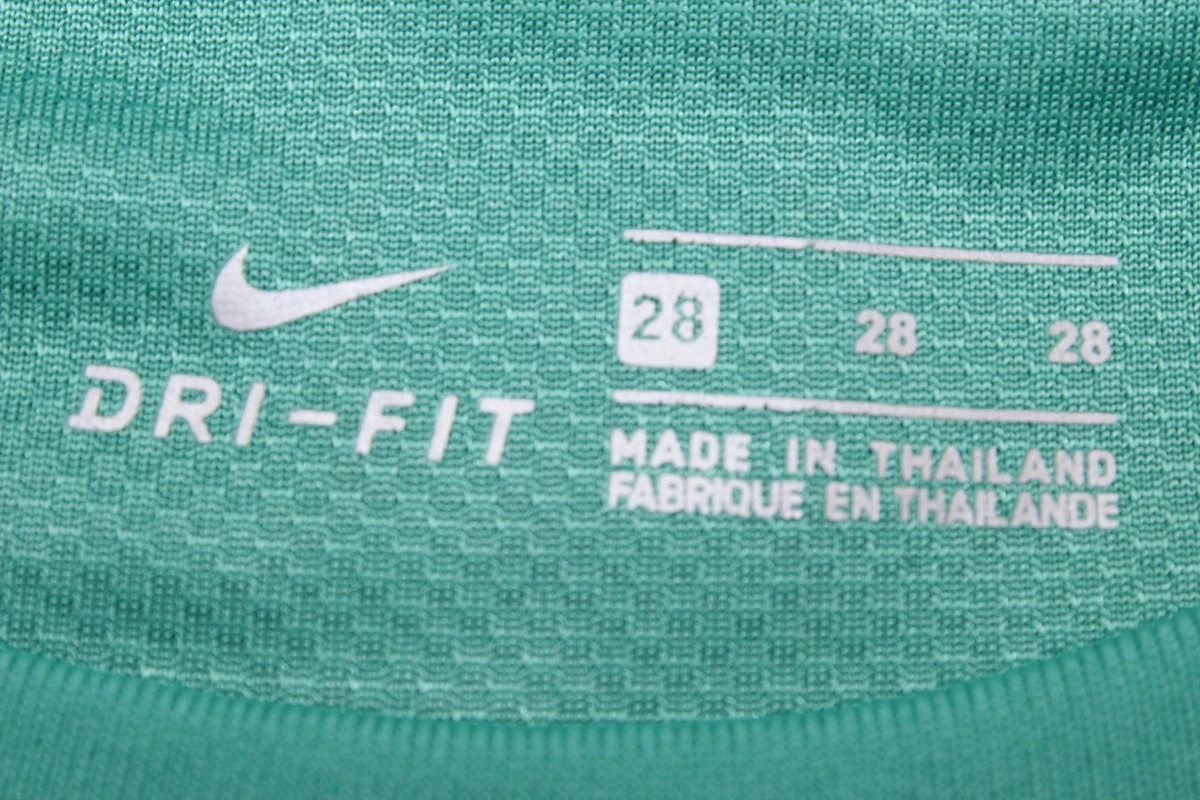 DRI-FIT
28 28 28
MADE IN THAILAND
FABRIQUE EN THAILANDE